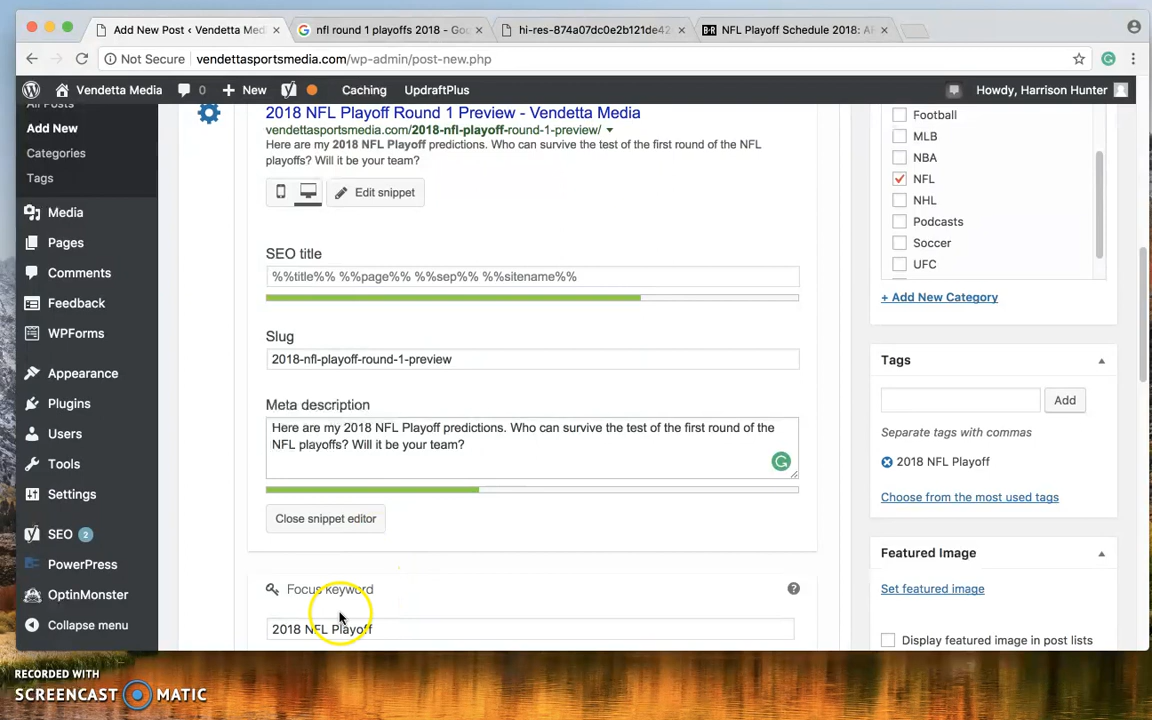 Add New Post ‹ Vendetta Med
nfl round 1 playoffs 2018 - Goo
hi-res-874a07dc0e2b121de42
B/R
NFL Playoff Schedule 2018: AF
Not Secure
vendettasportsmedia.com/wp-admin/post-new.php
Vendetta Media
0
New
Caching
UpdraftPlus
Howdy, Harrison Hunter
All Posts
Add New
Categories
Tags
Media
Pages
Comments
Feedback
WPForms
Appearance
Plugins
Users
Tools
Settings
SEO 2
PowerPress
OptinMonster
Collapse menu
2018 NFL Playoff Round 1 Preview - Vendetta Media
vendettasportsmedia.com/2018-nfl-playoff-round-1-preview/
Here are my 2018 NFL Playoff predictions. Who can survive the test of the first round of the NFL
playoffs? Will it be your team?
Edit snippet
SEO title
%%title%% %%page%% %%sep%% %%sitename%%
Slug
2018-nfl-playoff-round-1-preview
Meta description
Here are my 2018 NFL Playoff predictions. Who can survive the test of the first round of the
NFL playoffs? Will it be your team?
Close snippet editor
Focus keyword
?
2018 NFL Playoff
Football
MLB
NBA
NFL
NHL
Podcasts
Soccer
UFC
+ Add New Category
Tags
Add
Separate tags with commas
2018 NFL Playoff
Choose from the most used tags
Featured Image
Set featured image
Display featured image in post lists
RECORDED WITH
SCREENCAST MATIC